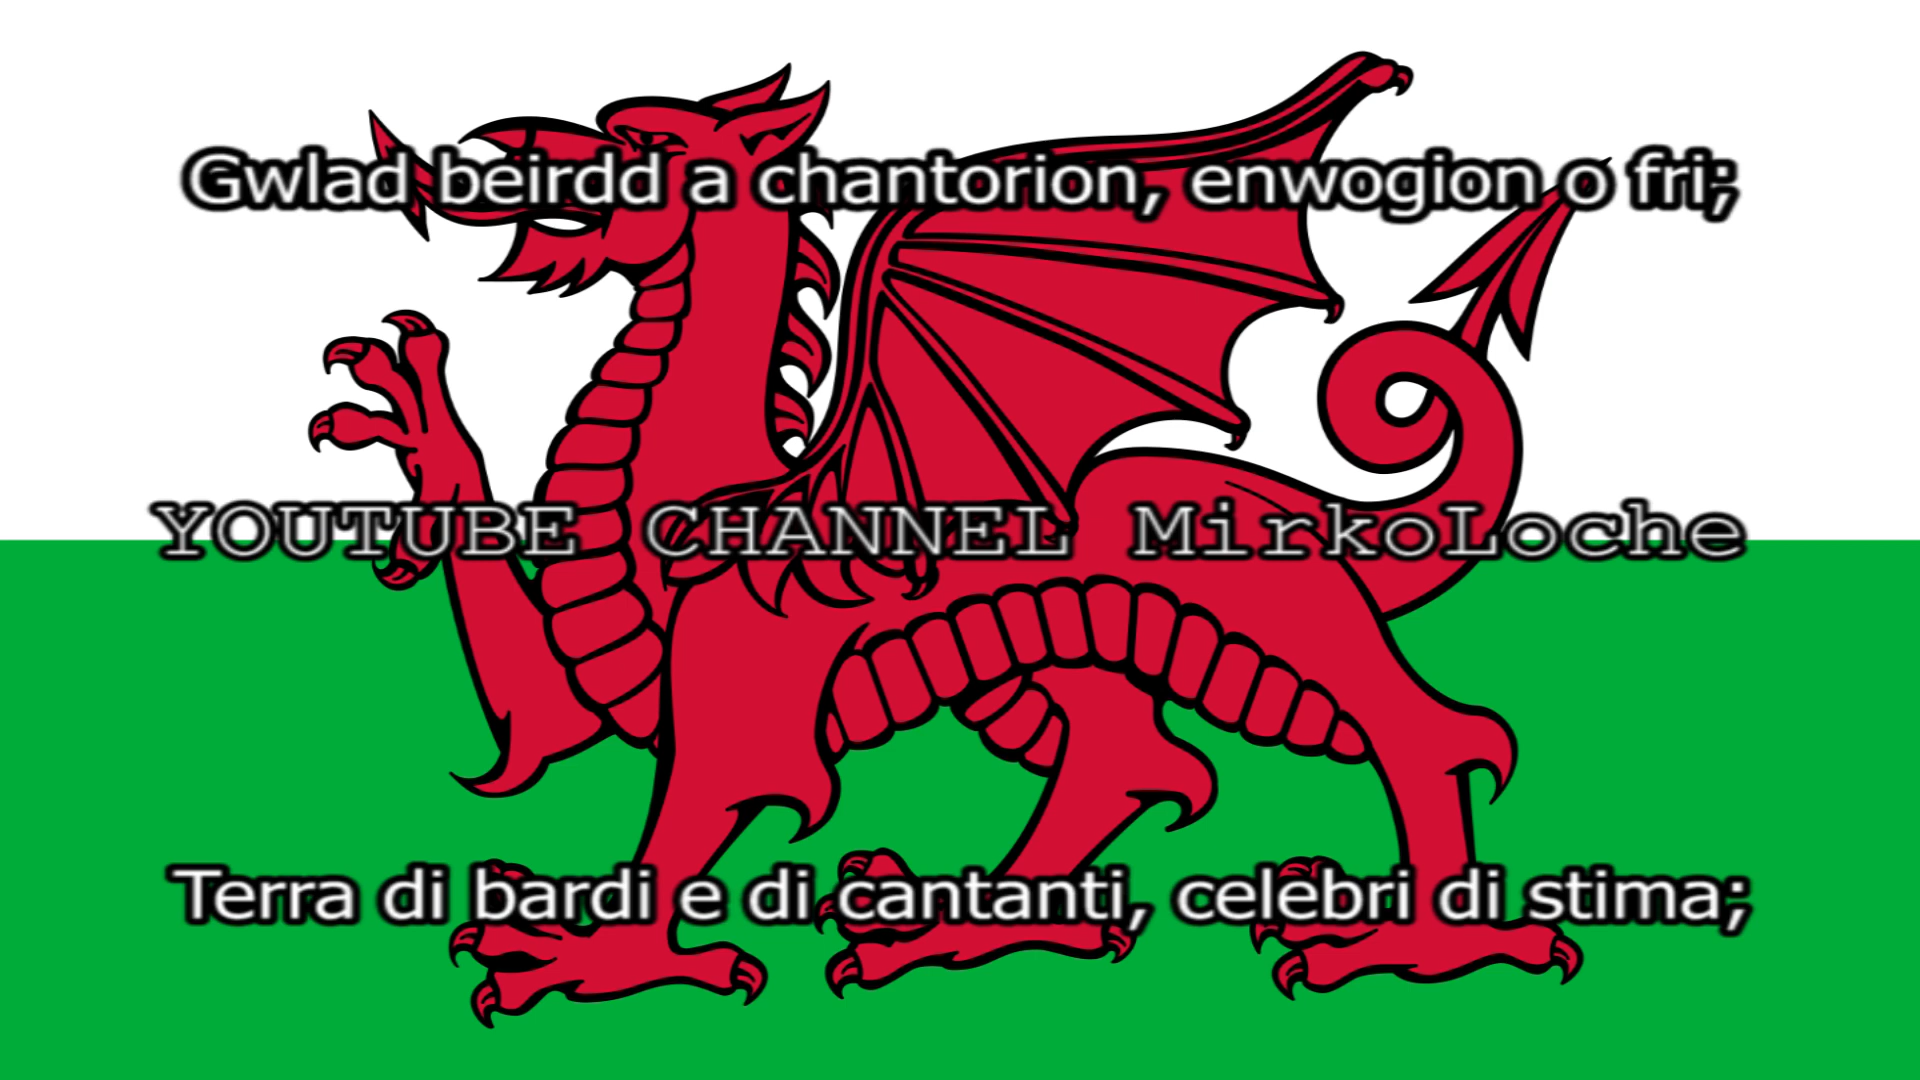 Gwlad beirdd a chantorion, enwogion o fri;
YOUTUBE CHANNEL MirkoLoche
Terra di bardi e di cantanti, celebri di stima;